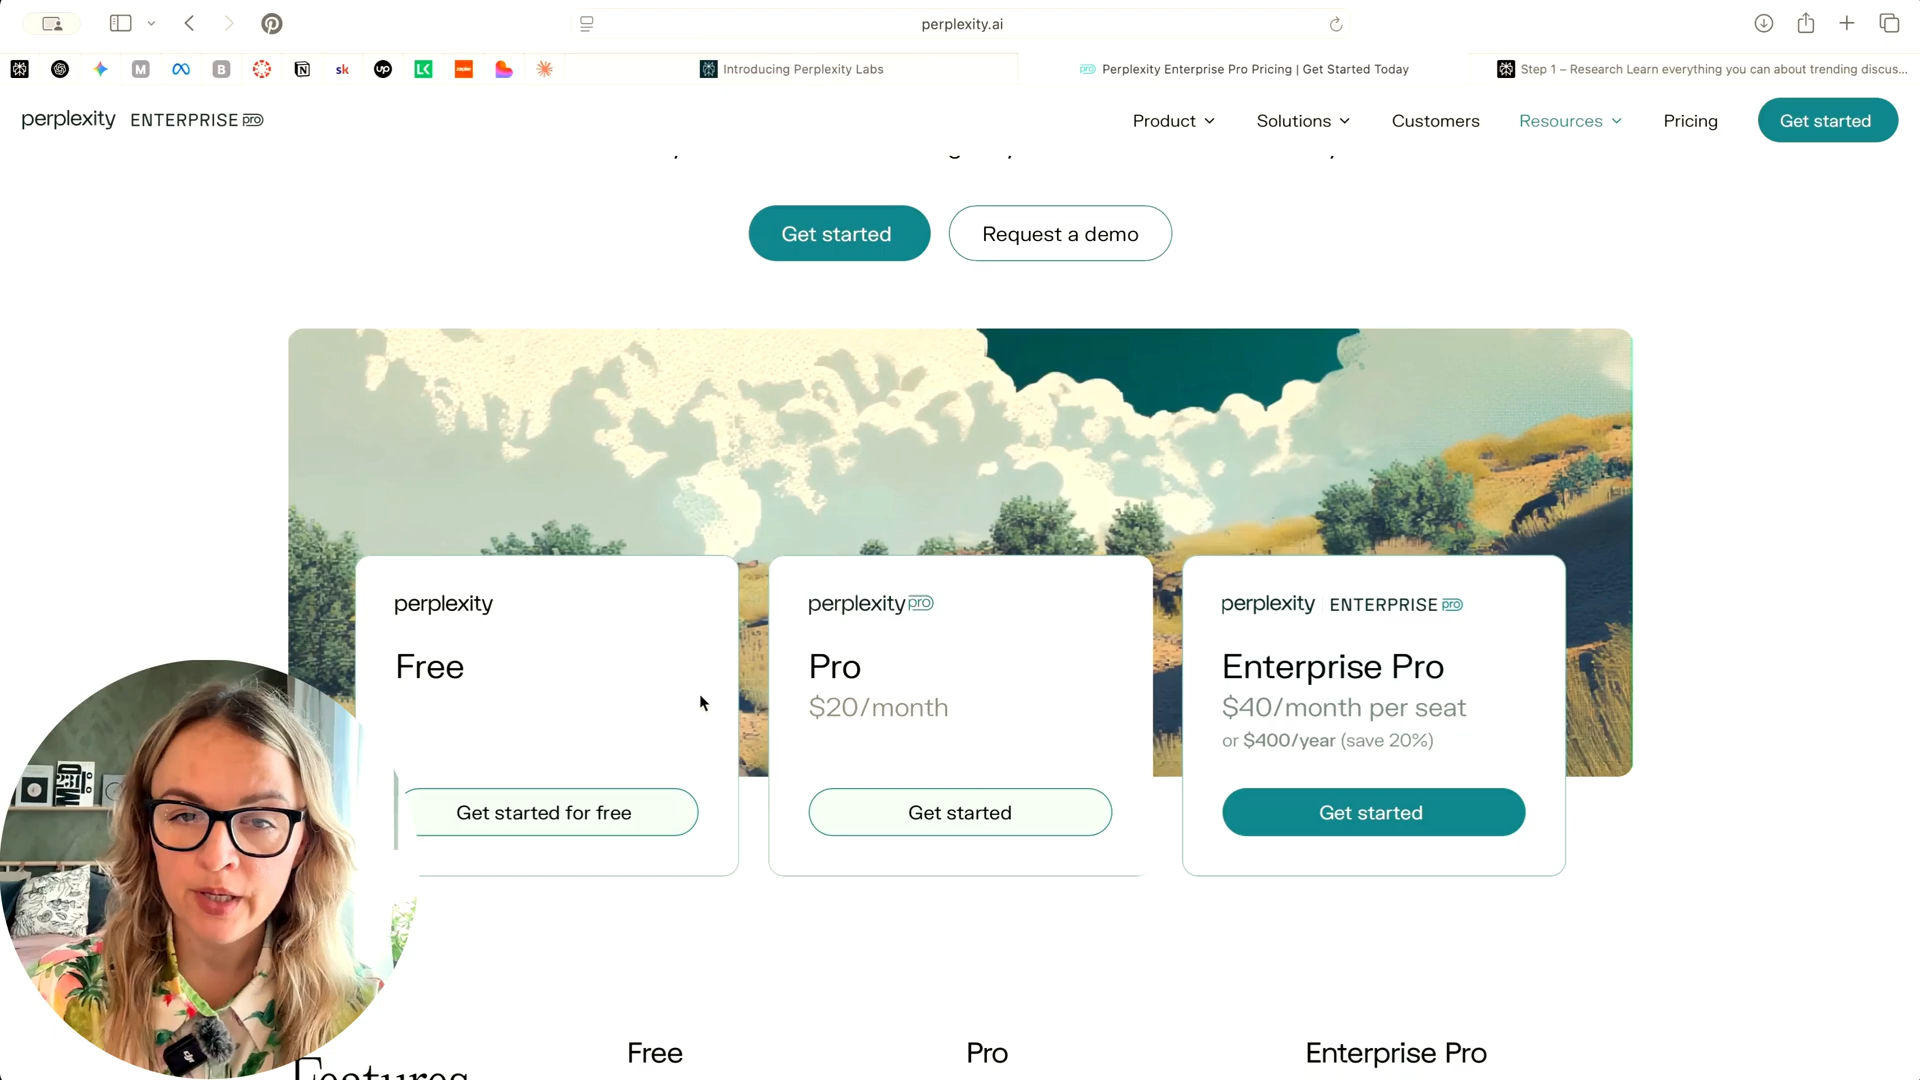 perplexity.ai
Introducing Perplexity Labs
Perplexity Enterprise Pro Pricing | Get Started Today
Step 1 – Research Learn everything you can about trending discus...
perplexity ENTERPRISE pro
Product
Solutions
Customers
Resources
Pricing
Get started
Get started
Request a demo
perplexity
Free
Get started for free
perplexity pro
Pro
$20/month
Get started
perplexity ENTERPRISE pro
Enterprise Pro
$40/month per seat
or $400/year (save 20%)
Get started
Features
Free
Pro
Enterprise Pro